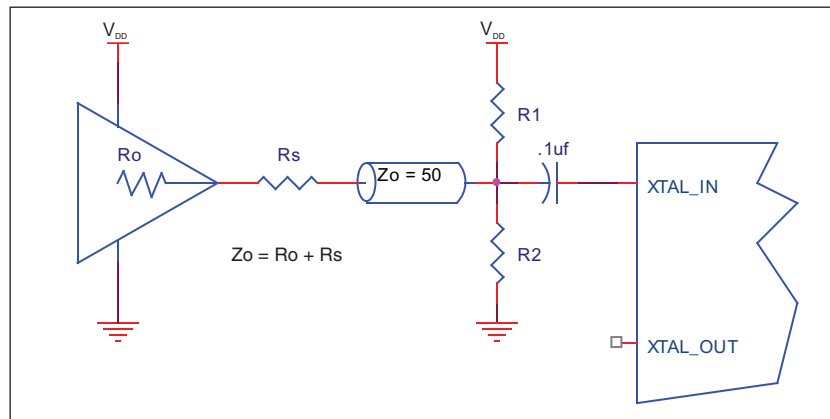 VDD
VDD
R1
.1uf
Ro
Rs
Zo = 50
XTAL_IN
Zo = Ro + Rs
R2
XTAL_OUT